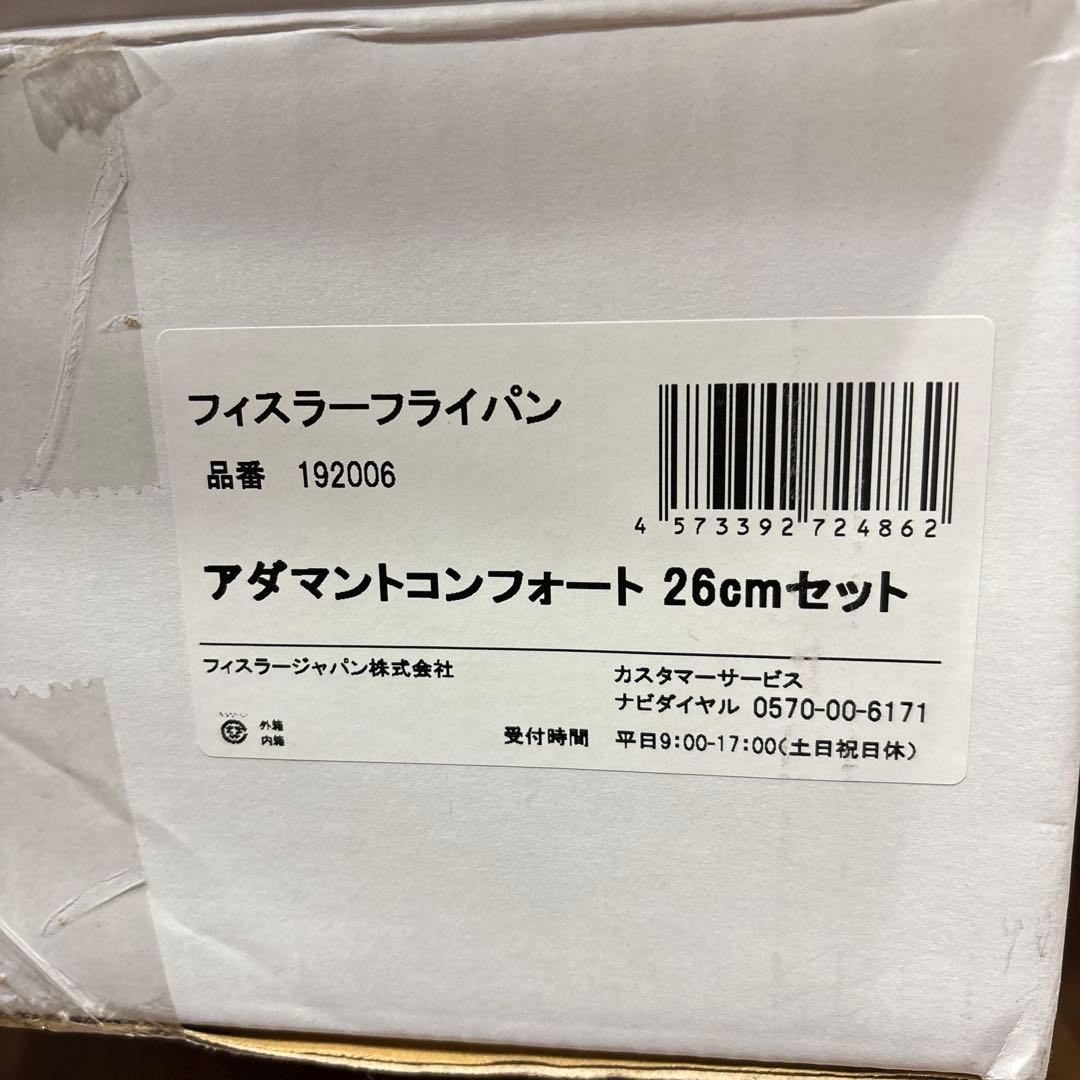 フィスラーフライパン
品番 192006
4 573392 724862
アダマントコンフォート 26cmセット
フィスラージャパン株式会社
カスタマーサービス
ナビダイヤル 0570-00-6171
外箱
内箱
受付時間 平日9:00-17:00(土日祝日休)